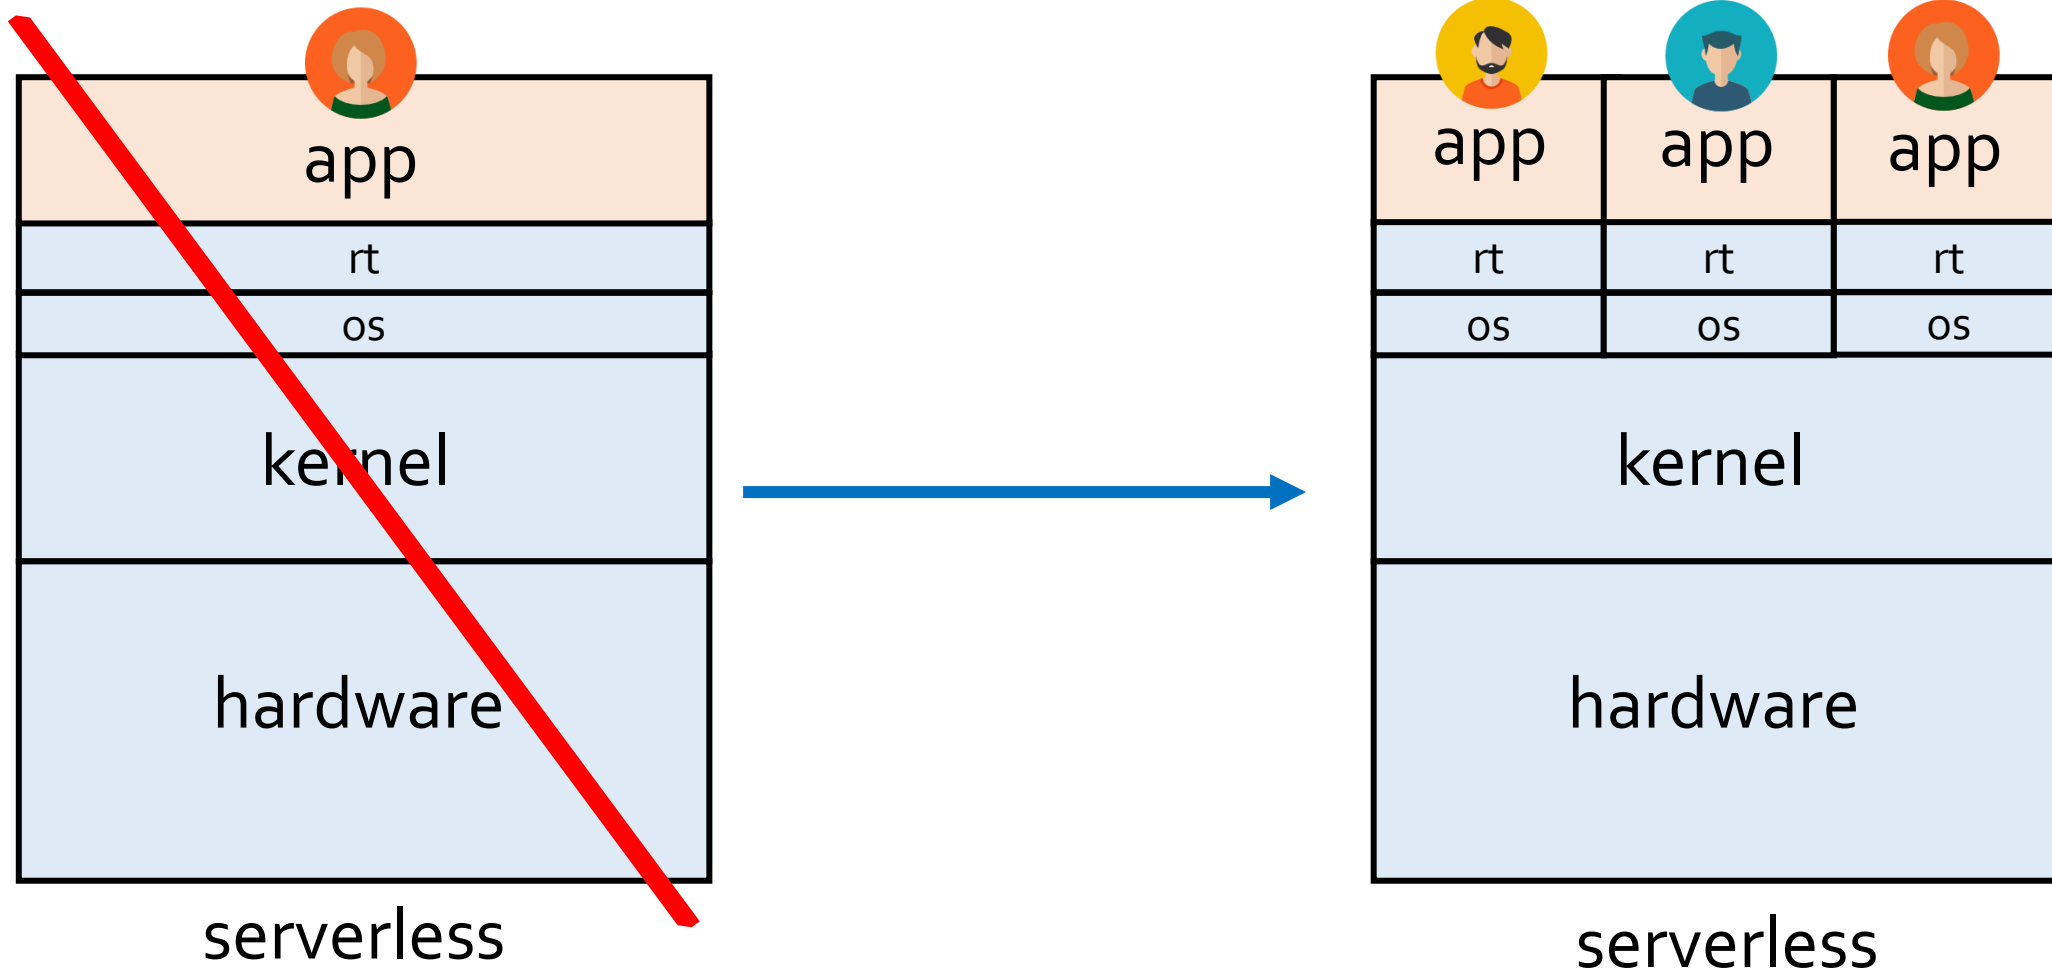 app
rt
os
kernel
hardware
serverless
app app app
rt rt rt
os os os
kernel
hardware
serverless